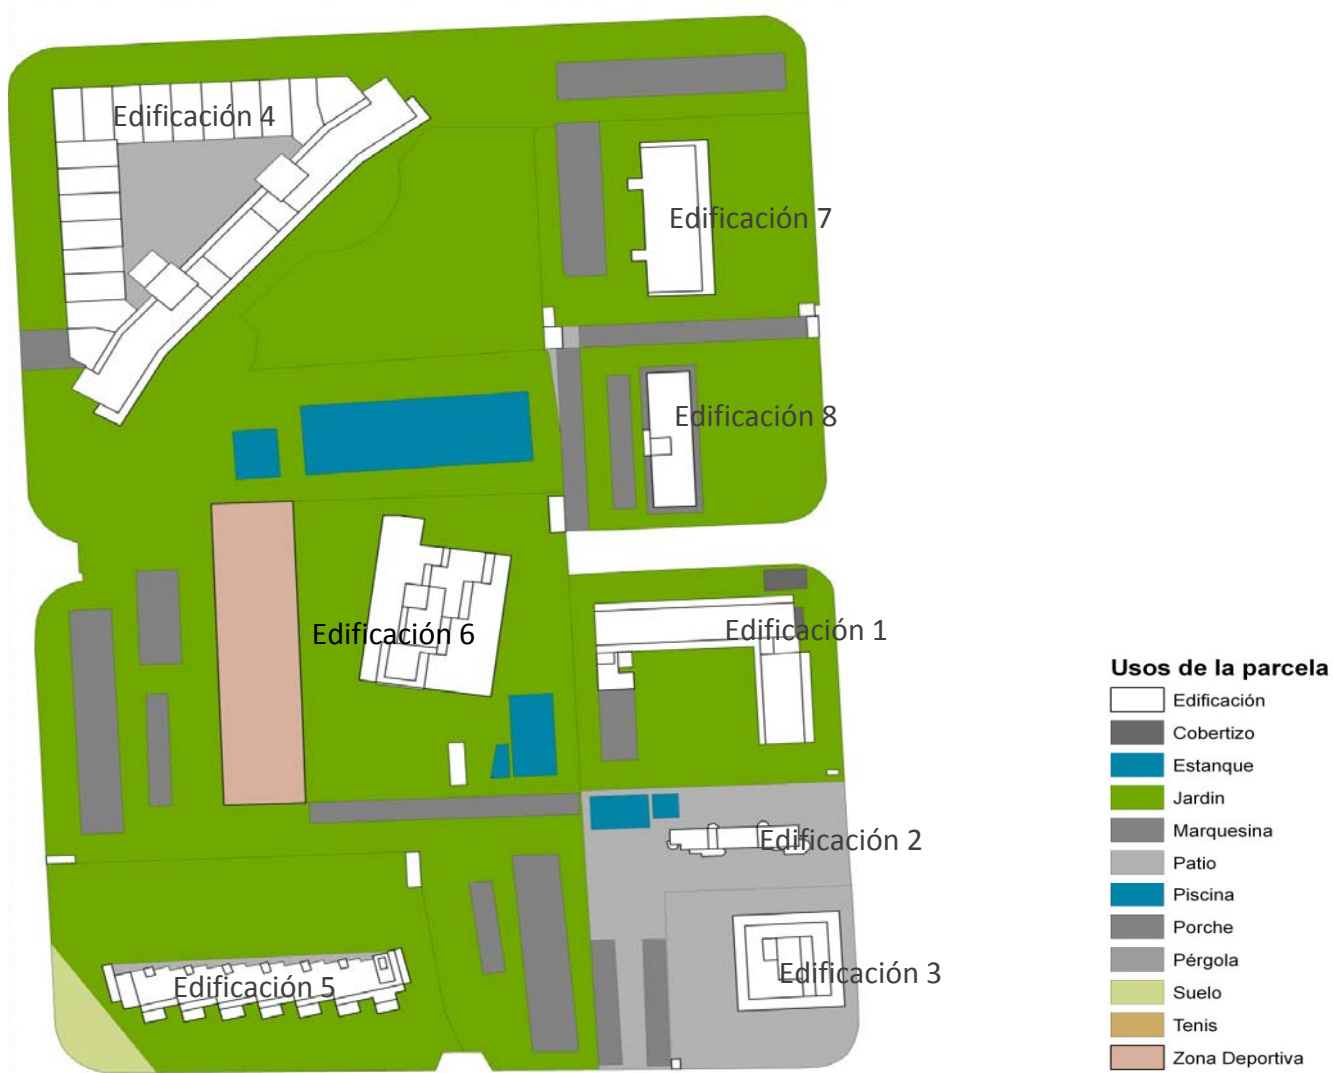 Edificación 4
Edificación 7
Edificación 8
Edificación 6
Edificación 1
Edificación 2
Edificación 3
Edificación 5
Usos de la parcela
Edificación
Cobertizo
Estanque
Jardin
Marquesina
Patio
Piscina
Porche
Pérgola
Suelo
Tenis
Zona Deportiva